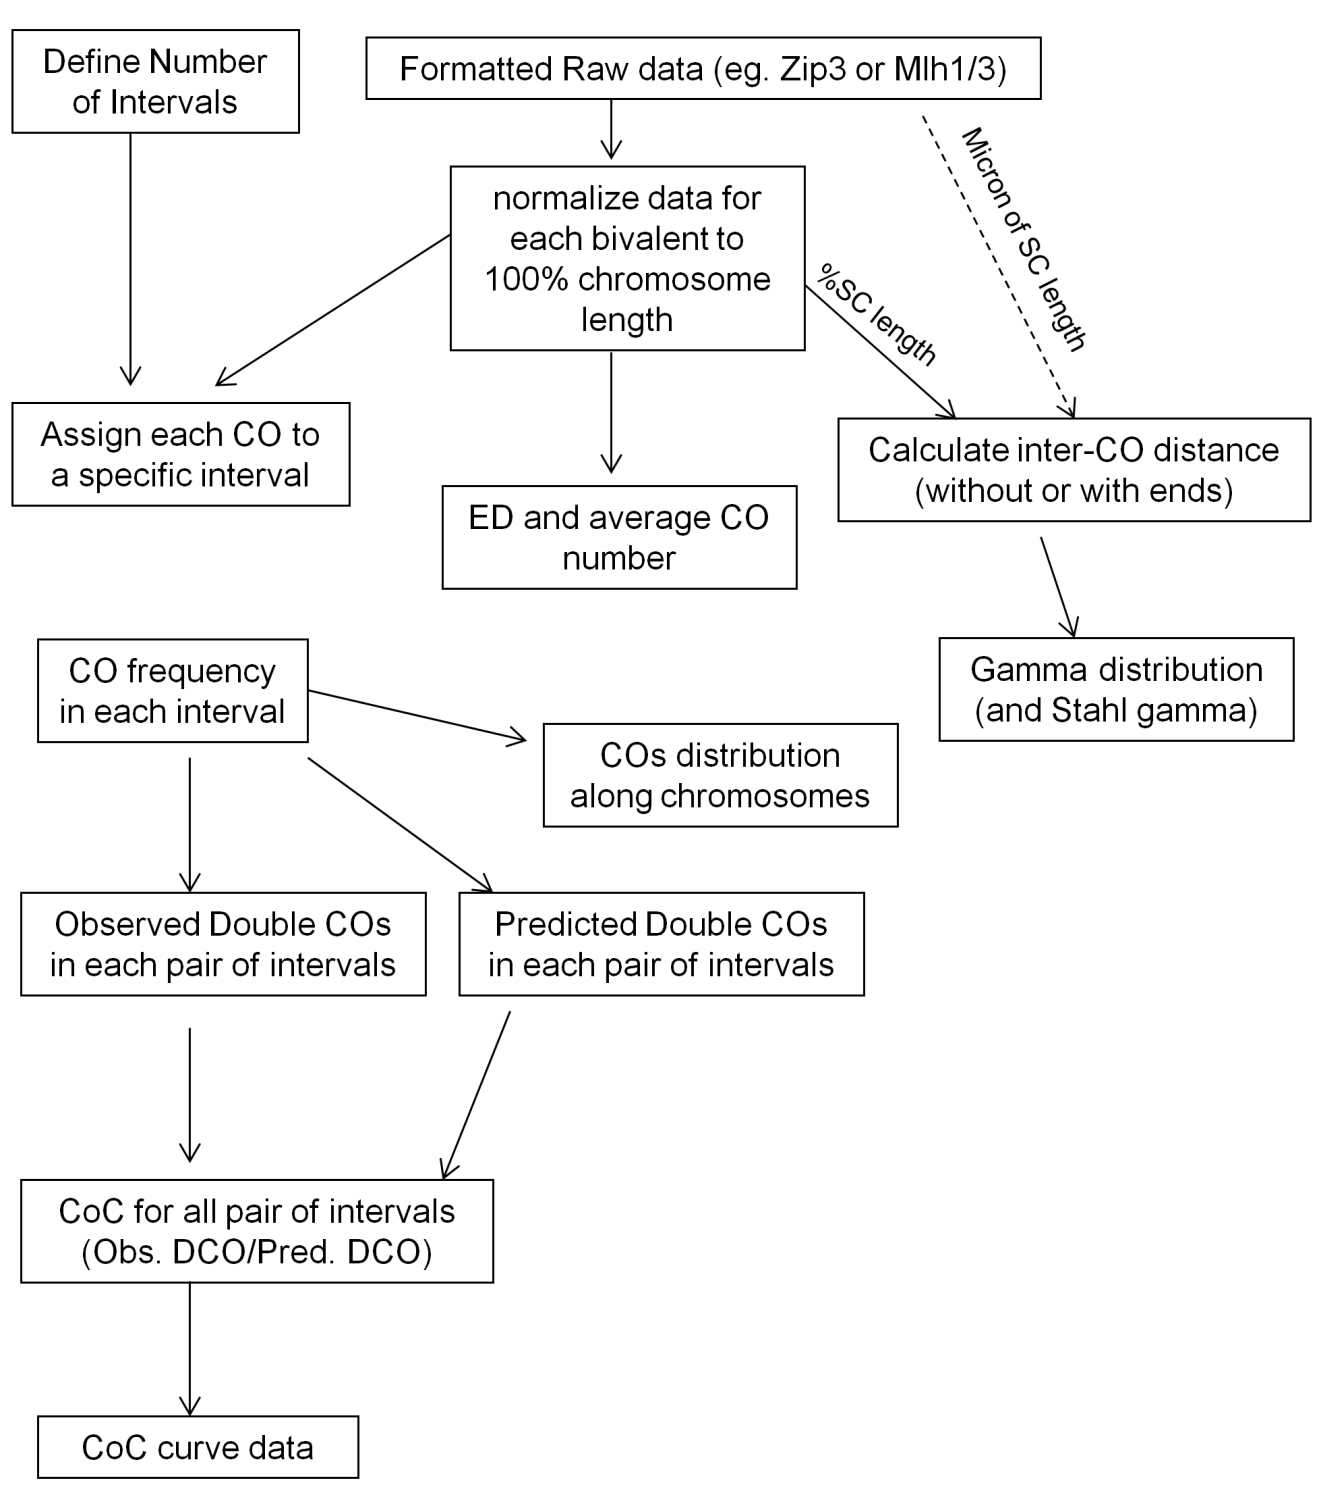 Define Number
of Intervals
Formatted Raw data (eg. Zip3 or Mlh1/3)
normalize data for
each bivalent to
100% chromosome
length
%SC length
Micron of SC length
Assign each CO to
a specific interval
ED and average CO
number
Calculate inter-CO distance
(without or with ends)
Gamma distribution
(and Stahl gamma)
CO frequency
in each interval
COs distribution
along chromosomes
Observed Double COs
in each pair of intervals
Predicted Double COs
in each pair of intervals
CoC for all pair of intervals
(Obs. DCO/Pred. DCO)
CoC curve data